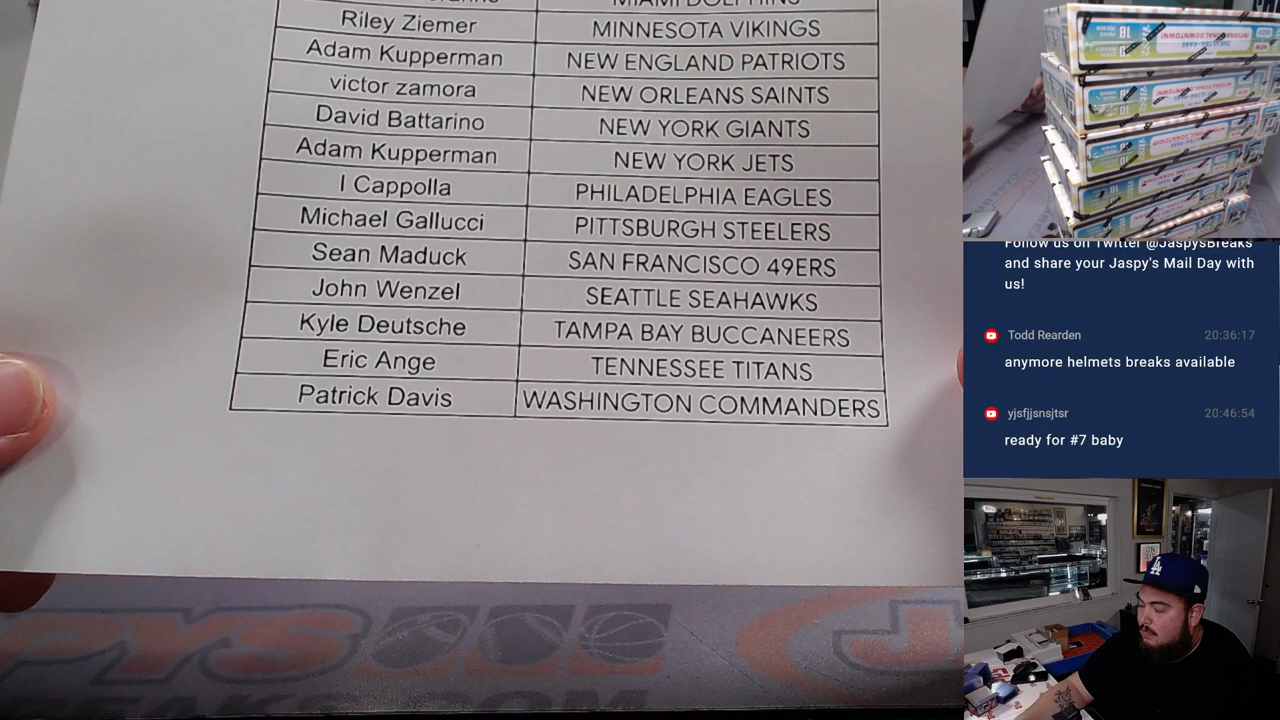 MIAMI DOLPHINS
Riley Ziemer MINNESOTA VIKINGS
Adam Kupperman NEW ENGLAND PATRIOTS
victor zamora NEW ORLEANS SAINTS
David Battarino NEW YORK GIANTS
Adam Kupperman NEW YORK JETS
I Cappolla PHILADELPHIA EAGLES
Michael Gallucci PITTSBURGH STEELERS
Sean Maduck SAN FRANCISCO 49ERS
John Wenzel SEATTLE SEAHAWKS
Kyle Deutsche TAMPA BAY BUCCANEERS
Eric Ange TENNESSEE TITANS
Patrick Davis WASHINGTON COMMANDERS
PYS
J
Follow us on Twitter @JaspysBreaks
and share your Jaspy's Mail Day with
us!
Todd Rearden 20:36:17
anymore helmets breaks available
yjsfjjsnsjtsr 20:46:54
ready for #7 baby
LA